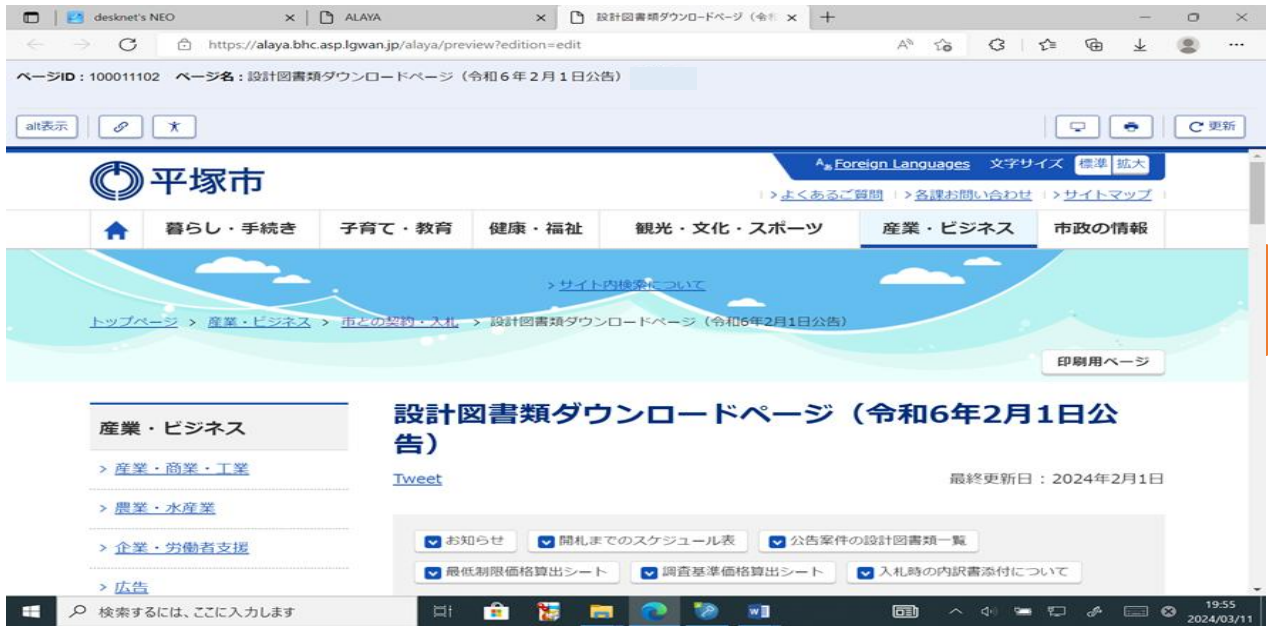 desknet's NEO
ALAYA
設計図書類ダウンロードページ（令和
https://alaya.bhc.asp.lgwan.jp/alaya/preview?edition=edit
ページID：100011102 ページ名：設計図書類ダウンロードページ（令和６年２月１日公告）
alt表示
更新
平塚市
Foreign Languages 文字サイズ 標準 拡大
>よくあるご質問 >各課お問い合わせ >サイトマップ
暮らし・手続き 子育て・教育 健康・福祉 観光・文化・スポーツ 産業・ビジネス 市政の情報
>サイト内検索について
トップページ > 産業・ビジネス > 市との契約・入札 > 設計図書類ダウンロードページ（令和6年2月1日公告）
印刷用ページ
産業・ビジネス
> 産業・商業・工業
> 農業・水産業
> 企業・労働者支援
> 広告
設計図書類ダウンロードページ（令和6年2月1日公
告）
Tweet
最終更新日：2024年2月1日
お知らせ 開札までのスケジュール表 公告案件の設計図書類一覧
最低制限価格算出シート 調査基準価格算出シート 入札時の内訳書添付について
検索するには、ここに入力します
19:55
2024/03/11